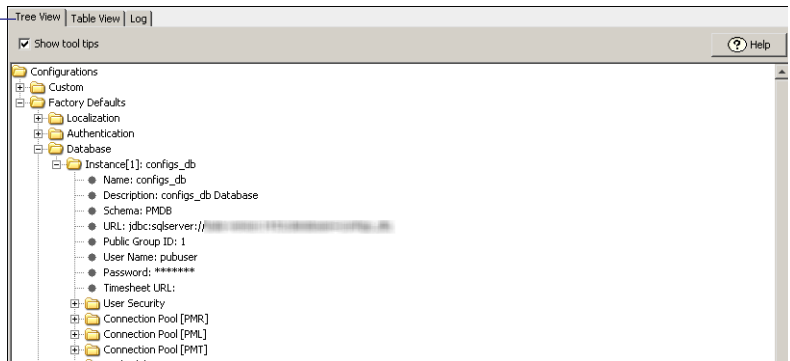 Tree View Table View Log
Show tool tips
Help
Configurations
Custom
Factory Defaults
Localization
Authentication
Database
Instance[1]: configs_db
Name: configs_db
Description: configs_db Database
Schema: PMDB
URL: jdbc:sqlserver://
Public Group ID: 1
User Name: pubuser
Password: *******
Timesheet URL:
User Security
Connection Pool [PMR]
Connection Pool [PML]
Connection Pool [PMT]